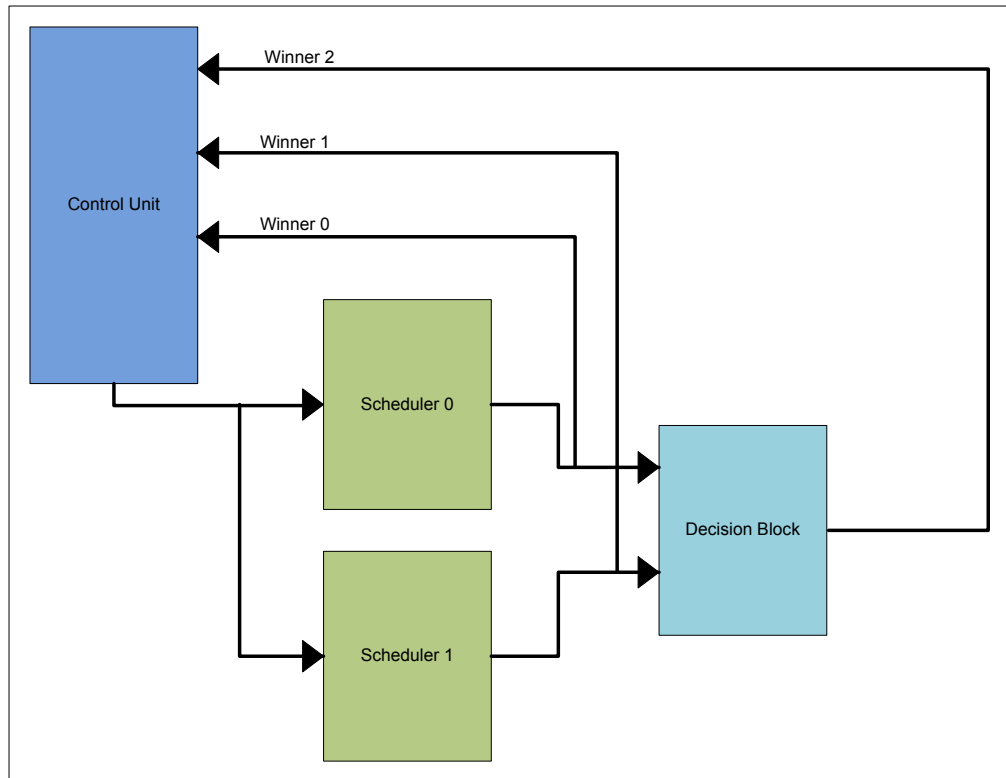 Winner 2
Winner 1
Control Unit
Winner 0
Scheduler 0
Decision Block
Scheduler 1